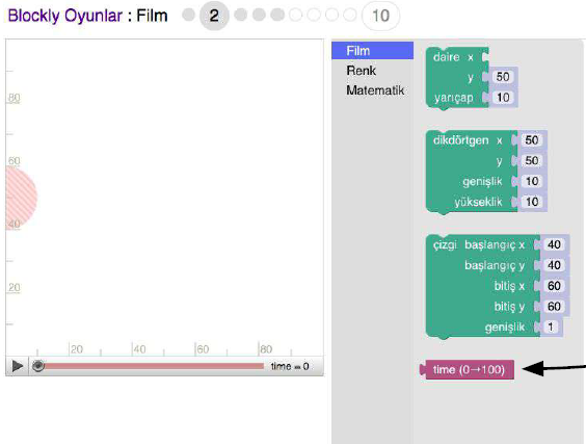 Blockly Oyunlar : Film 2 10
Film
Renk
Matematik
daire x
y 50
yarıçap 10
dikdörtgen x 50
y 50
genişlik 10
yükseklik 10
çizgi başlangıç x 40
başlangıç y 40
bitiş x 60
bitiş y 60
genişlik 1
time (0→100)
80
60
40
20
20 40 60 80
time = 0